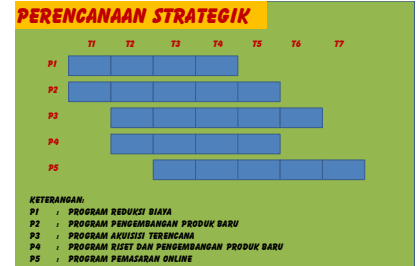 PERENCANAAN STRATEGIK
T1 T2 T3 T4 T5 T6 T7
P1
P2
P3
P4
P5
KETERANGAN:
P1 : PROGRAM REDUKSI BIAYA
P2 : PROGRAM PENGEMBANGAN PRODUK BARU
P3 : PROGRAM AKUISISI TERENCANA
P4 : PROGRAM RISET DAN PENGEMBANGAN PRODUK BARU
P5 : PROGRAM PEMASARAN ONLINE